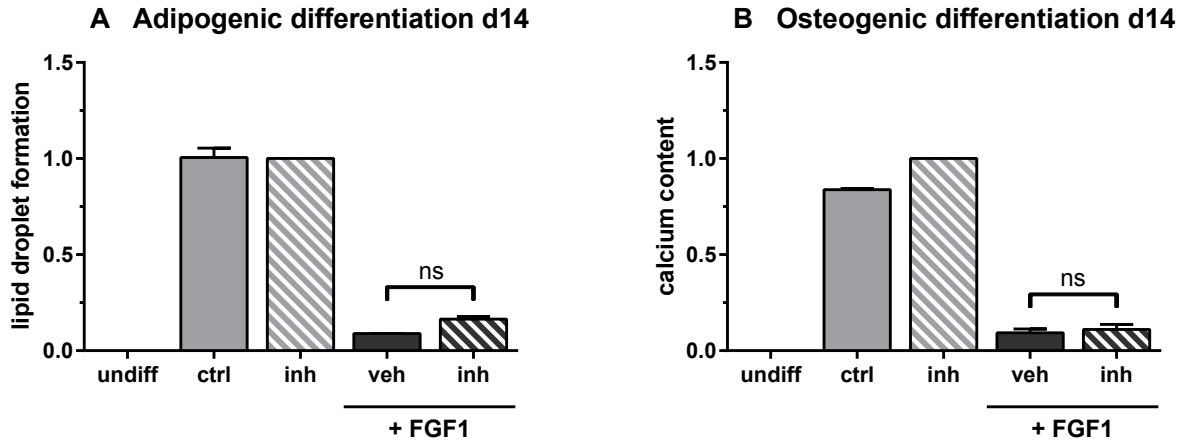 A Adipogenic differentiation d14
lipid droplet formation
1.5
1.0
0.5
0.0
ns
undiff ctrl inh veh inh
+ FGF1
B Osteogenic differentiation d14
calcium content
1.5
1.0
0.5
0.0
ns
undiff ctrl inh veh inh
+ FGF1